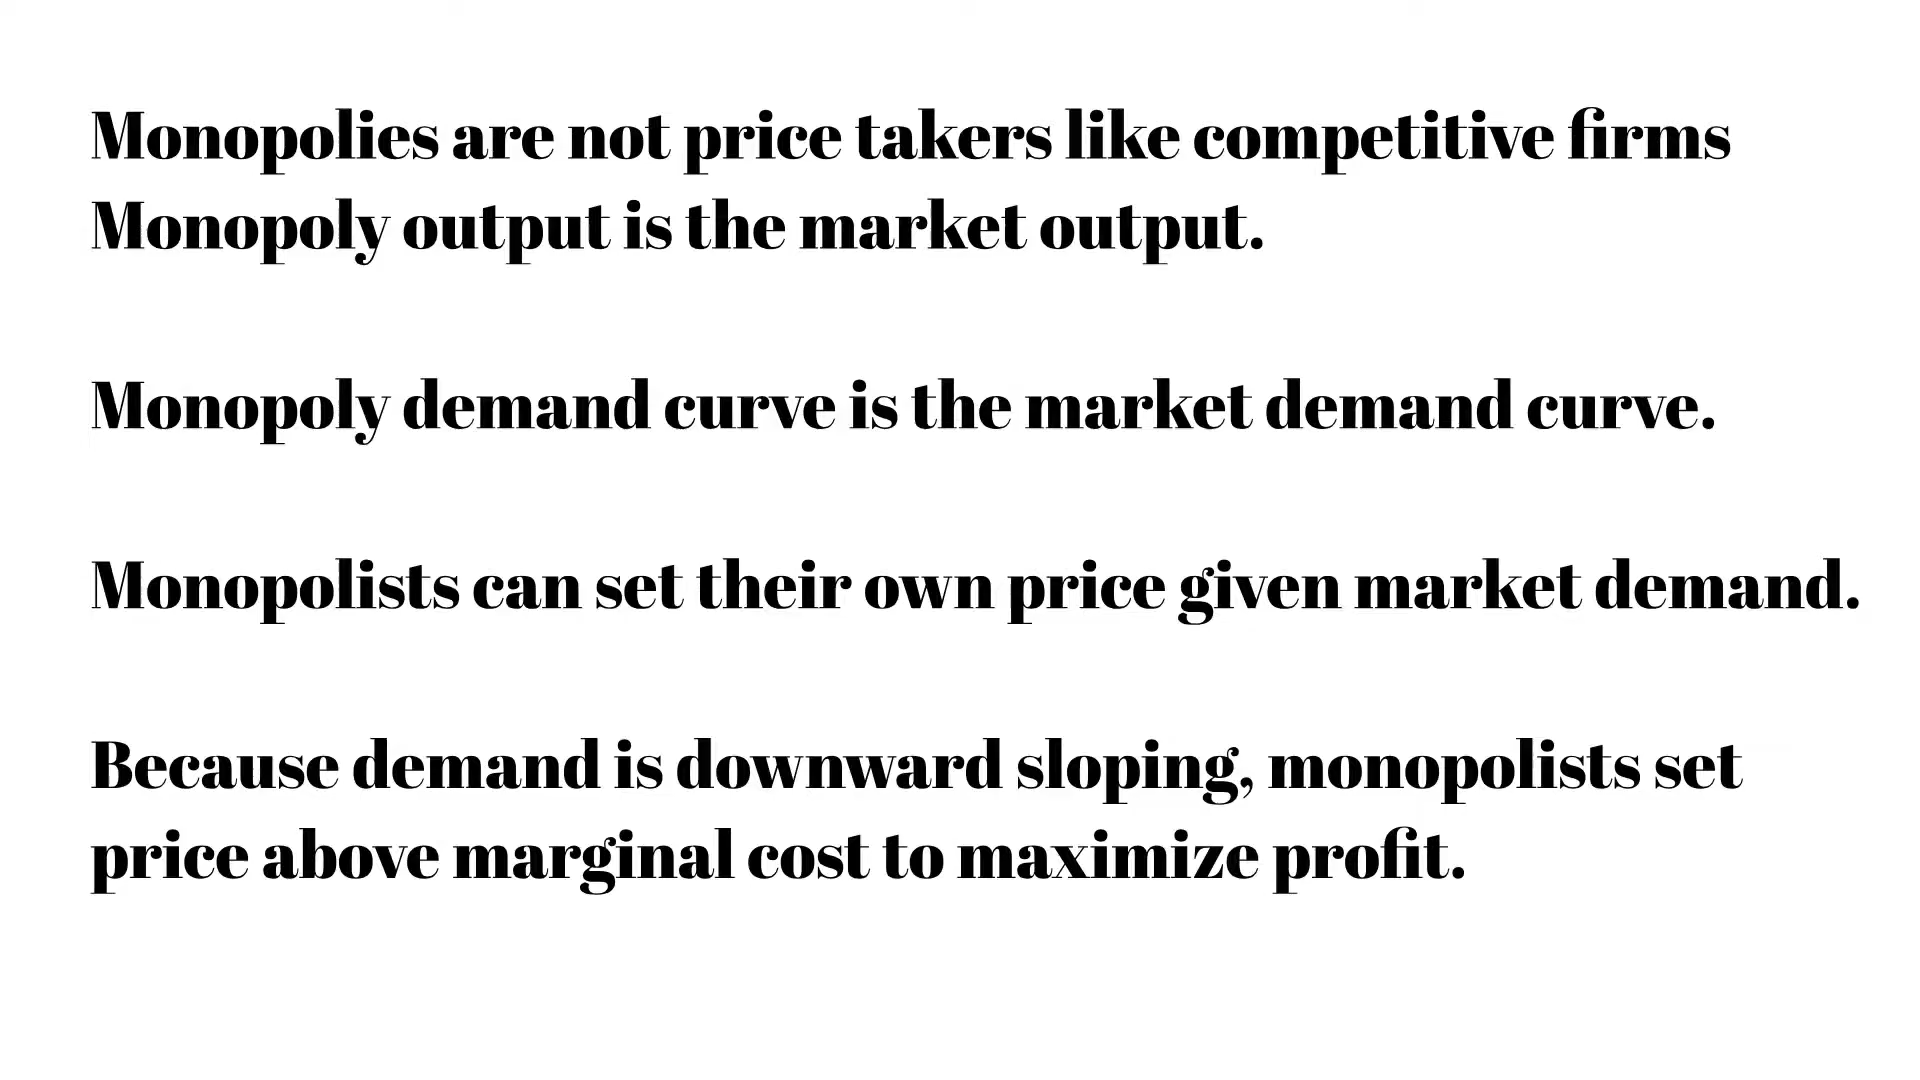 Monopolies are not price takers like competitive firms
Monopoly output is the market output.
Monopoly demand curve is the market demand curve.
Monopolists can set their own price given market demand.
Because demand is downward sloping, monopolists set
price above marginal cost to maximize profit.